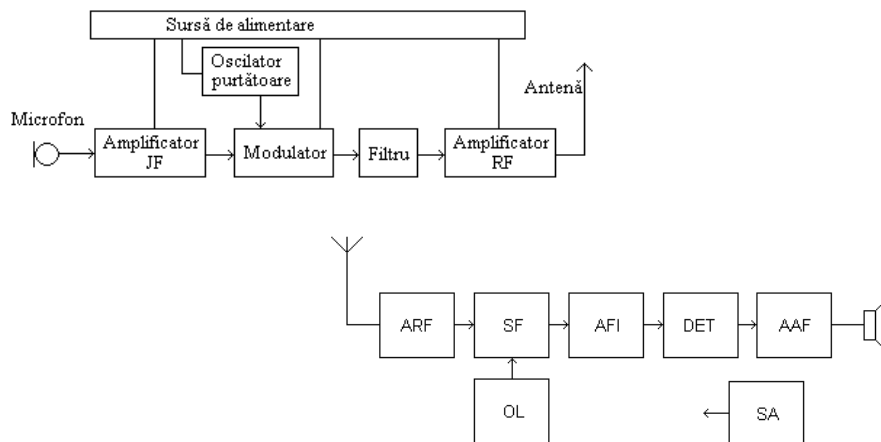 Sursă de alimentare
Oscilator
purtătoare
Antenă
Microfon
Amplificator
JF
Modulator
Filtru
Amplificator
RF
ARF
SF
AFI
DET
AAF
OL
SA